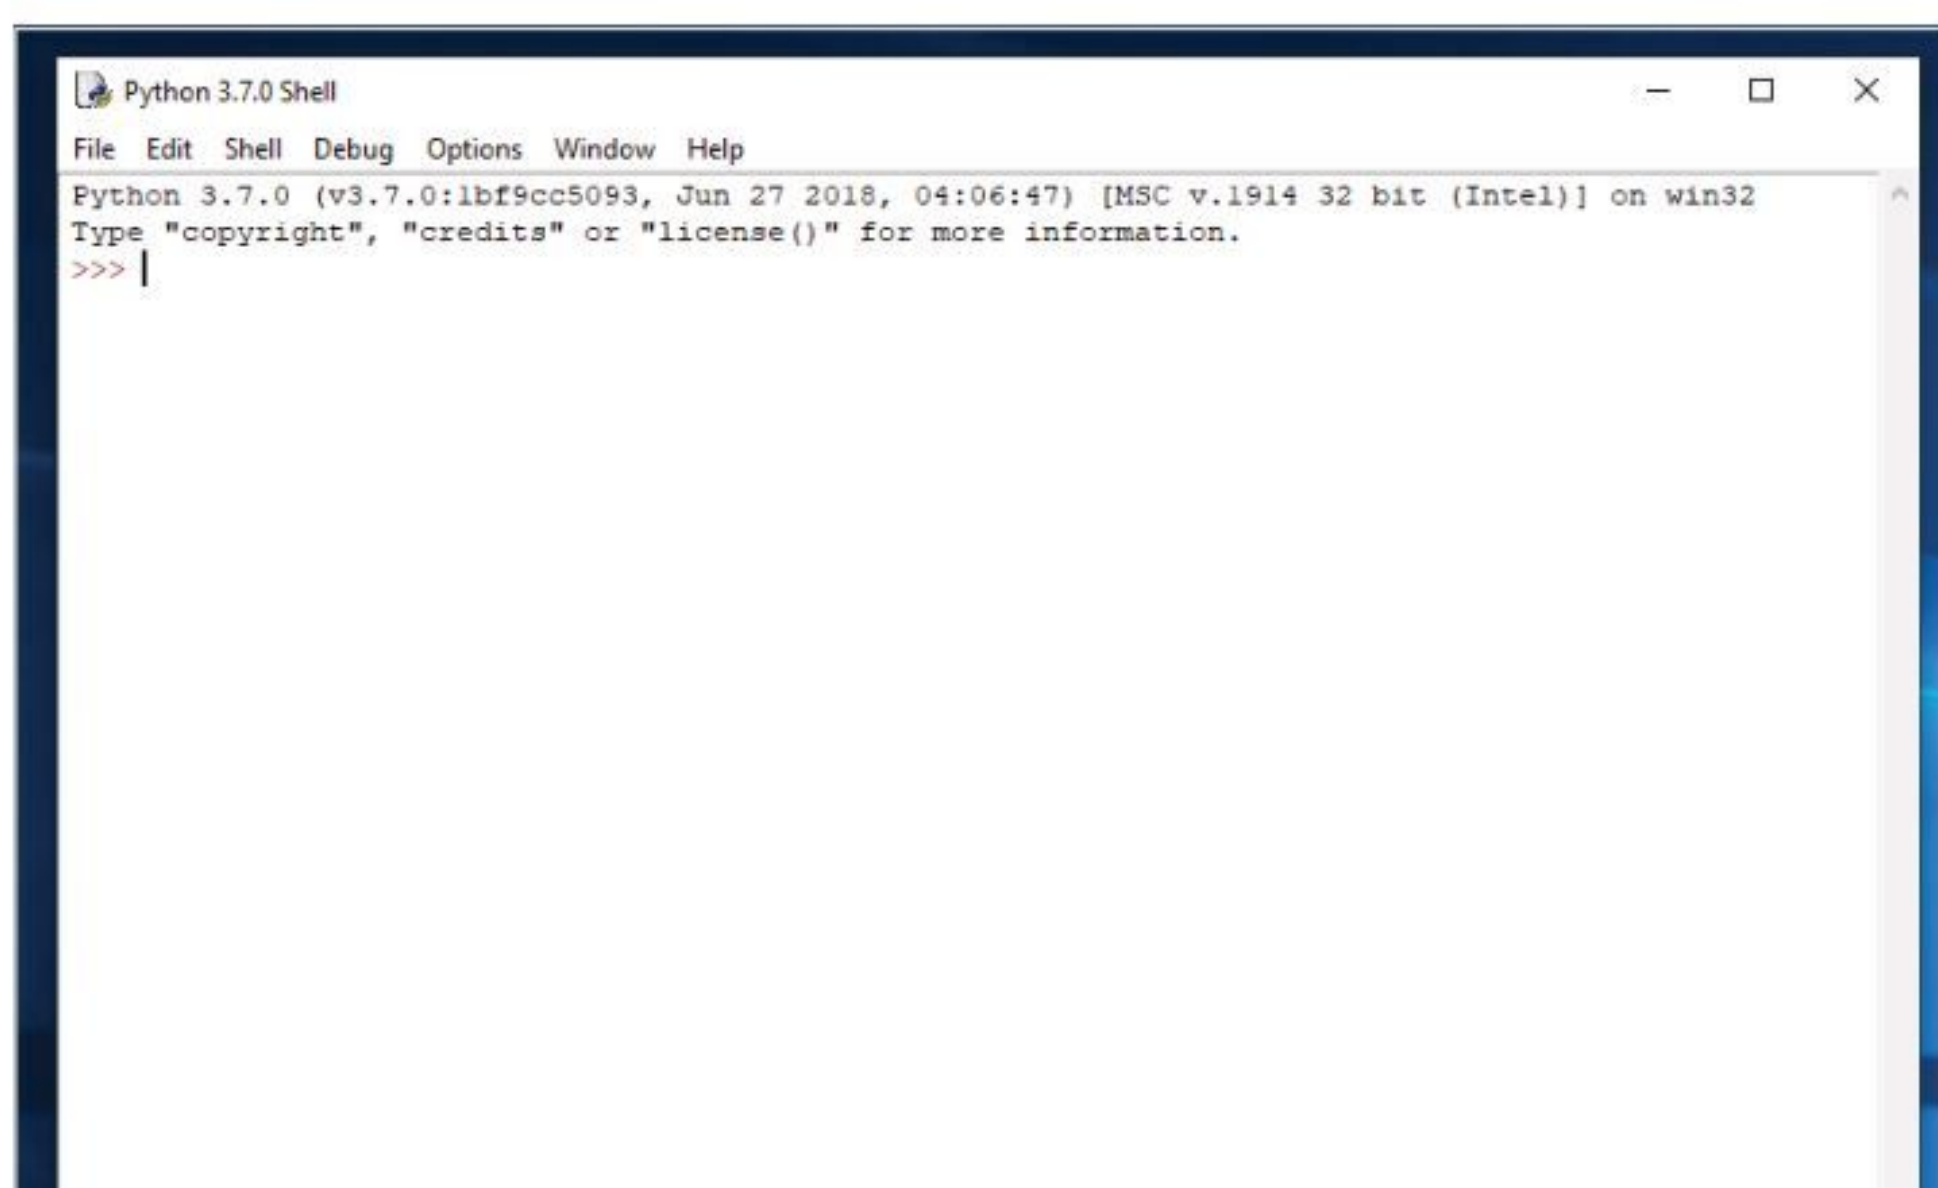 Python 3.7.0 Shell
File Edit Shell Debug Options Window Help
Python 3.7.0 (v3.7.0:1bf9cc5093, Jun 27 2018, 04:06:47) [MSC v.1914 32 bit (Intel)] on win32
Type "copyright", "credits" or "license()" for more information.
>>>